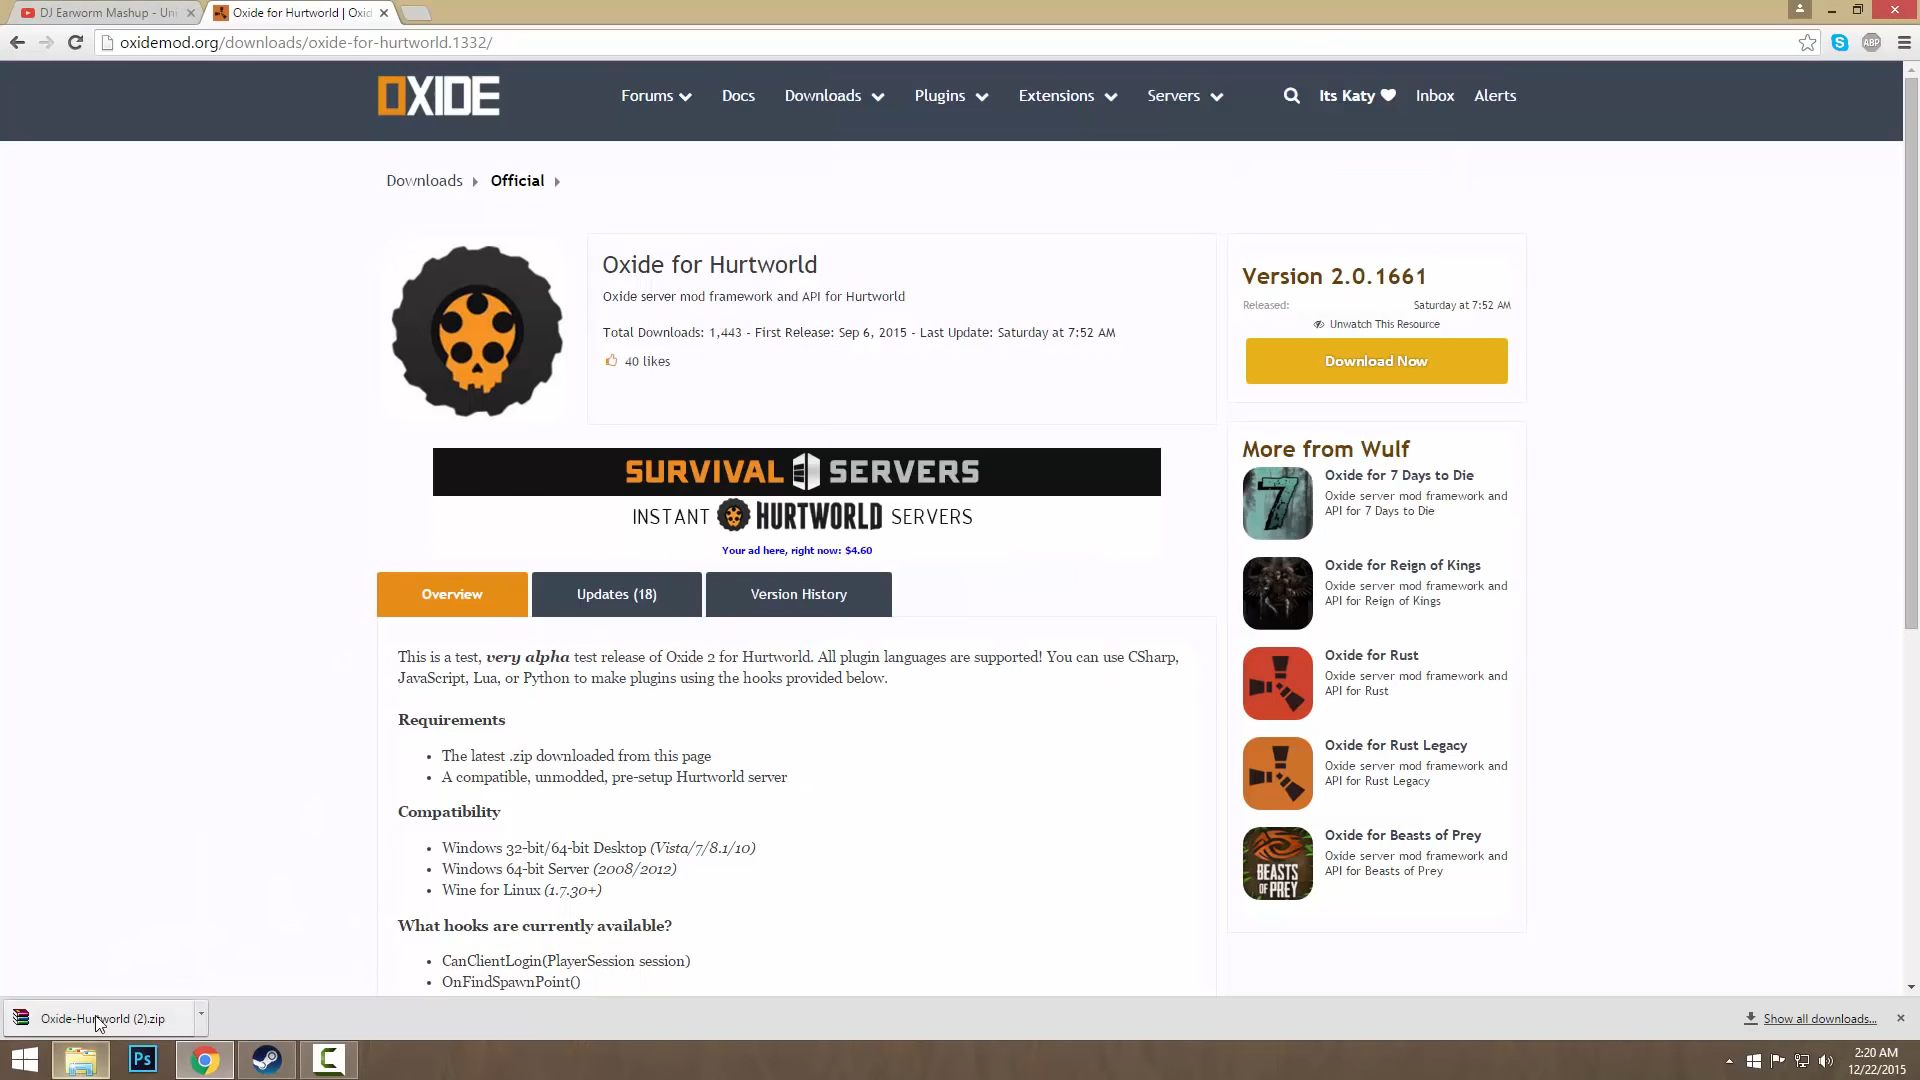 DJ Earworm Mashup - Uni
Oxide for Hurtworld | Oxid
oxidemod.org/downloads/oxide-for-hurtworld.1332/
ABP
OXIDE
Forums
Docs
Downloads
Plugins
Extensions
Servers
Its Katy
Inbox
Alerts
Downloads
Official
Oxide for Hurtworld
Oxide server mod framework and API for Hurtworld
Total Downloads: 1,443 - First Release: Sep 6, 2015 - Last Update: Saturday at 7:52 AM
40 likes
Version 2.0.1661
Released: Saturday at 7:52 AM
Unwatch This Resource
Download Now
SURVIVAL SERVERS
INSTANT HURTWORLD SERVERS
Your ad here, right now: $4.60
More from Wulf
Oxide for 7 Days to Die
Oxide server mod framework and
API for 7 Days to Die
Oxide for Reign of Kings
Oxide server mod framework and
API for Reign of Kings
Oxide for Rust
Oxide server mod framework and
API for Rust
Oxide for Rust Legacy
Oxide server mod framework and
API for Rust Legacy
BEASTS
OF PREY
Oxide for Beasts of Prey
Oxide server mod framework and
API for Beasts of Prey
Overview
Updates (18)
Version History
This is a test, very alpha test release of Oxide 2 for Hurtworld. All plugin languages are supported! You can use CSharp,
JavaScript, Lua, or Python to make plugins using the hooks provided below.
Requirements
• The latest .zip downloaded from this page
• A compatible, unmodded, pre-setup Hurtworld server
Compatibility
• Windows 32-bit/64-bit Desktop (Vista/7/8.1/10)
• Windows 64-bit Server (2008/2012)
• Wine for Linux (1.7.30+)
What hooks are currently available?
• CanClientLogin(PlayerSession session)
• OnFindSpawnPoint()
Oxide-Hurtworld (2).zip
Show all downloads...
Ps
2:20 AM
12/22/2015